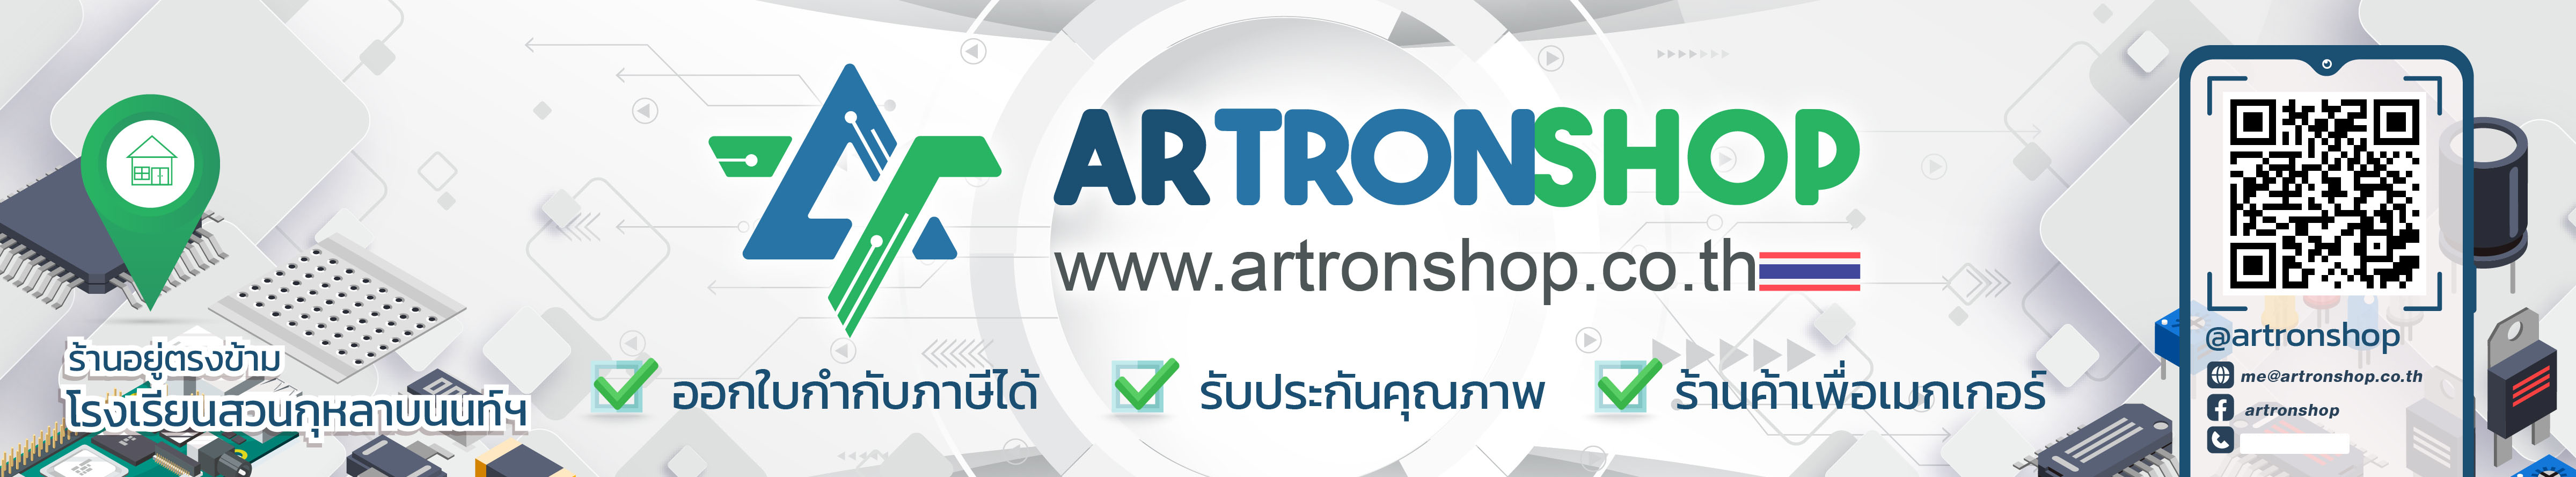 ARTRONSHOP
www.artronshop.co.th
ร้านอยู่ตรงข้าม
โรงเรียนสวนกุหลาบนนท์ฯ
ออกใบกำกับภาษีได้
รับประกันคุณภาพ
ร้านค้าเพื่อเมกเกอร์
@artronshop
me@artronshop.co.th
artronshop